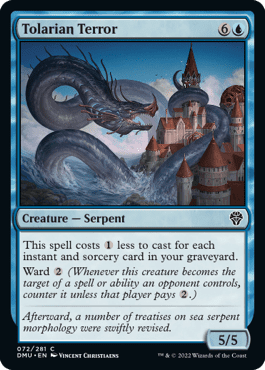 Tolarian Terror 6
Creature — Serpent
This spell costs 1 less to cast for each
instant and sorcery card in your graveyard.
Ward 2 (Whenever this creature becomes the
target of a spell or ability an opponent controls,
counter it unless that player pays 2.)
Afterward, a number of treatises on sea serpent
morphology were swiftly revised.
5/5
072/281 C
DMU • EN Vincent Christiaens
™ & © 2022 Wizards of the Coast